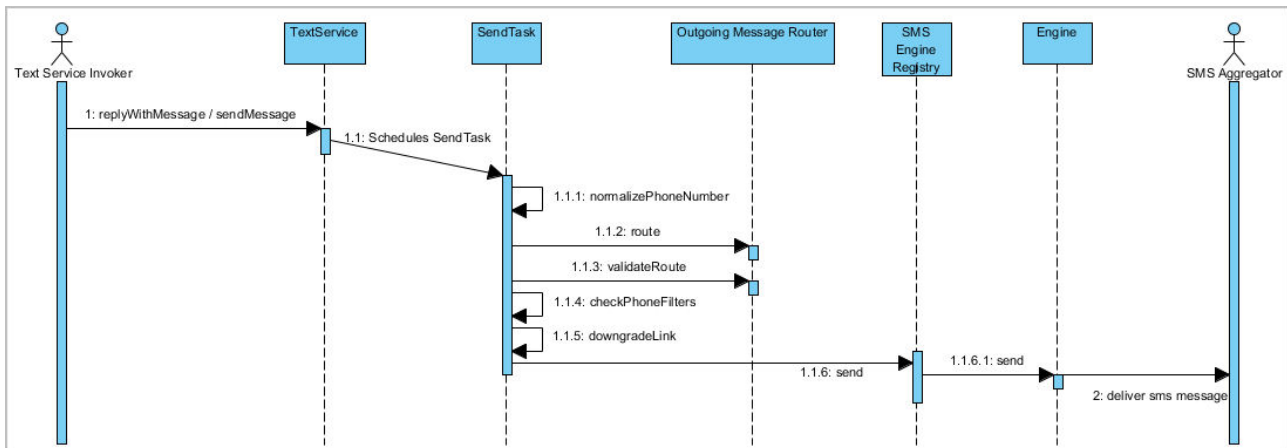 TextService
SendTask
Outgoing Message Router
SMS
Engine
Registry
Engine
Text Service Invoker
SMS Aggregator
1: replyWithMessage / sendMessage
1.1: Schedules SendTask
1.1.1: normalizePhoneNumber
1.1.2: route
1.1.3: validateRoute
1.1.4: checkPhoneFilters
1.1.5: downgradeLink
1.1.6: send
1.1.6.1: send
2: deliver sms message